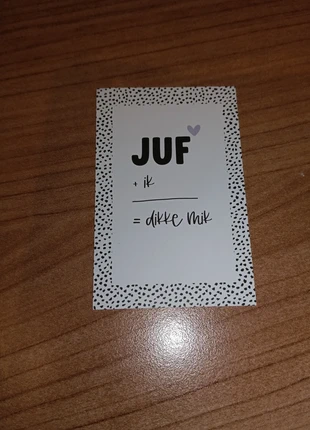 JUF
+ ik
= dikke mik